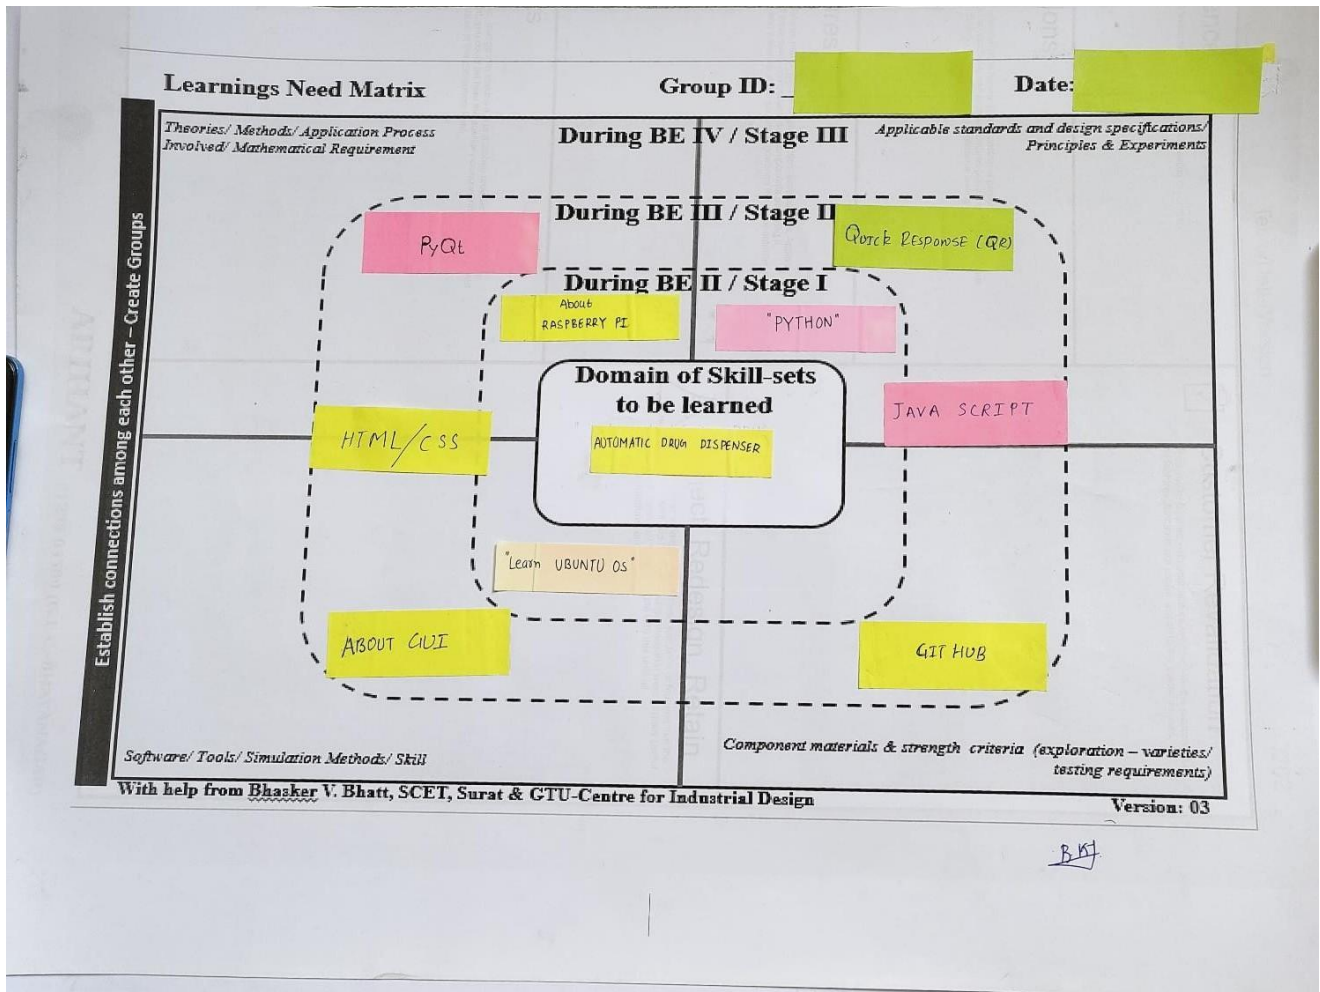 Learnings Need Matrix
Group ID: _
Date:
Establish connections among each other – Create Groups
Theories/ Methods/ Application Process
Involved/ Mathematical Requirement
During BE IV / Stage III
Applicable standards and design specifications/
Principles & Experiments
During BE III / Stage II
PyQt
QUICK RESPONSE (QR)
During BE II / Stage I
About
RASPBERRY PI
"PYTHON"
Domain of Skill-sets
to be learned
AUTOMATIC DRUG DISPENSER
HTML/CSS
JAVA SCRIPT
"Learn UBUNTU OS"
ABOUT GUI
GIT HUB
Software/ Tools/ Simulation Methods/ Skill
Component materials & strength criteria (exploration – varieties/
testing requirements)
With help from Bhasker V. Bhatt, SCET, Surat & GTU-Centre for Industrial Design
Version: 03